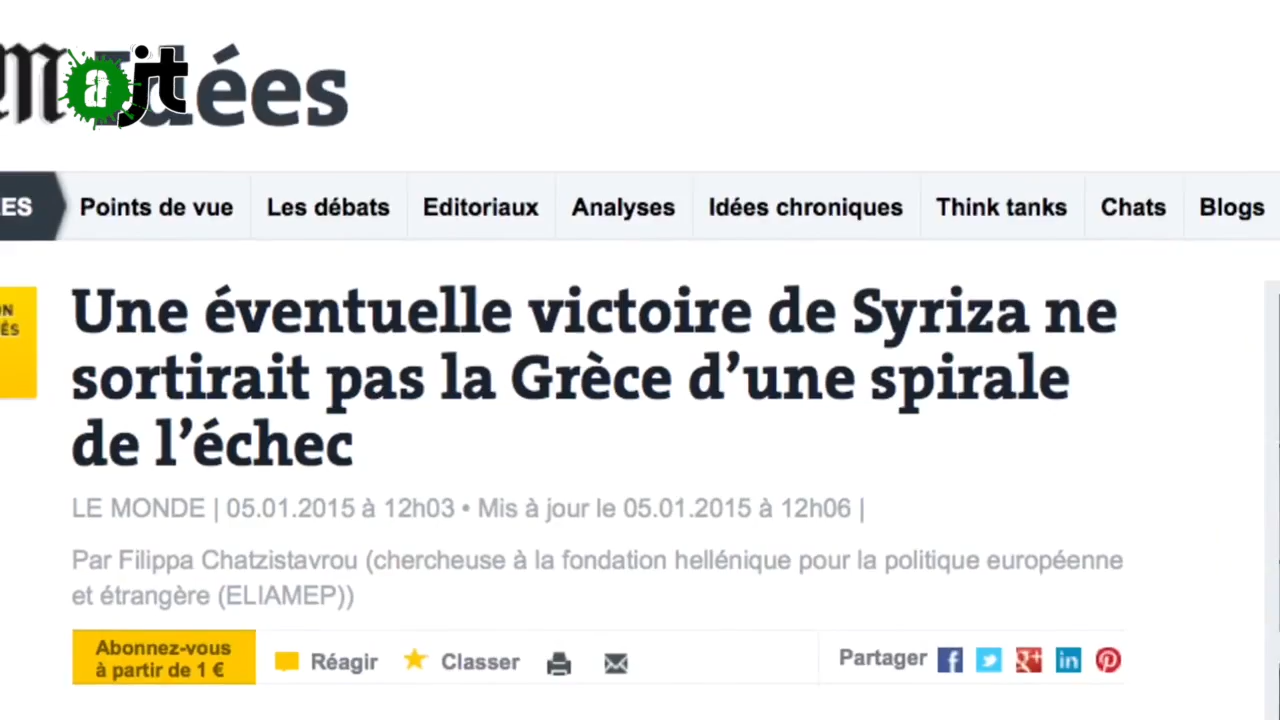 M Idées
ajt
ES
Points de vue
Les débats
Editoriaux
Analyses
Idées chroniques
Think tanks
Chats
Blogs
ON
ÉS
Une éventuelle victoire de Syriza ne
sortirait pas la Grèce d’une spirale
de l’échec
LE MONDE | 05.01.2015 à 12h03 • Mis à jour le 05.01.2015 à 12h06 |
Par Filippa Chatzistavrou (chercheuse à la fondation hellénique pour la politique européenne
et étrangère (ELIAMEP))
Abonnez-vous
à partir de 1 €
Réagir
Classer
Partager